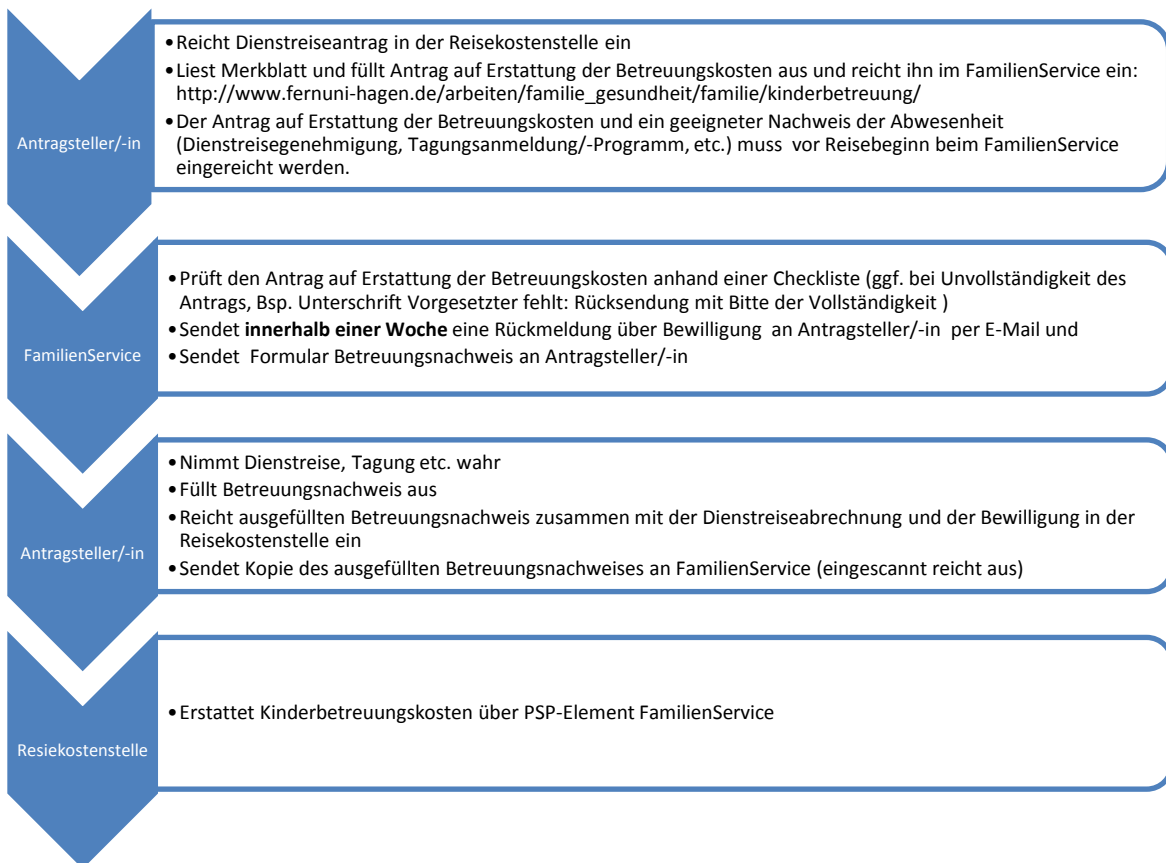 Antragsteller/-in
•Reicht Dienstreiseantrag in der Reisekostenstelle ein
•Liest Merkblatt und füllt Antrag auf Erstattung der Betreuungskosten aus und reicht ihn im FamilienService ein:
http://www.fernuni-hagen.de/arbeiten/familie_gesundheit/familie/kinderbetreuung/
•Der Antrag auf Erstattung der Betreuungskosten und ein geeigneter Nachweis der Abwesenheit
(Dienstreisegenehmigung, Tagungsanmeldung/-Programm, etc.) muss vor Reisebeginn beim FamilienService
eingereicht werden.
FamilienService
•Prüft den Antrag auf Erstattung der Betreuungskosten anhand einer Checkliste (ggf. bei Unvollständigkeit des
Antrags, Bsp. Unterschrift Vorgesetzter fehlt: Rücksendung mit Bitte der Vollständigkeit )
•Sendet innerhalb einer Woche eine Rückmeldung über Bewilligung an Antragsteller/-in per E-Mail und
•Sendet Formular Betreuungsnachweis an Antragsteller/-in
Antragsteller/-in
•Nimmt Dienstreise, Tagung etc. wahr
•Füllt Betreuungsnachweis aus
•Reicht ausgefüllten Betreuungsnachweis zusammen mit der Dienstreiseabrechnung und der Bewilligung in der
Reisekostenstelle ein
•Sendet Kopie des ausgefüllten Betreuungsnachweises an FamilienService (eingescannt reicht aus)
Resiekostenstelle
•Erstattet Kinderbetreuungskosten über PSP-Element FamilienService